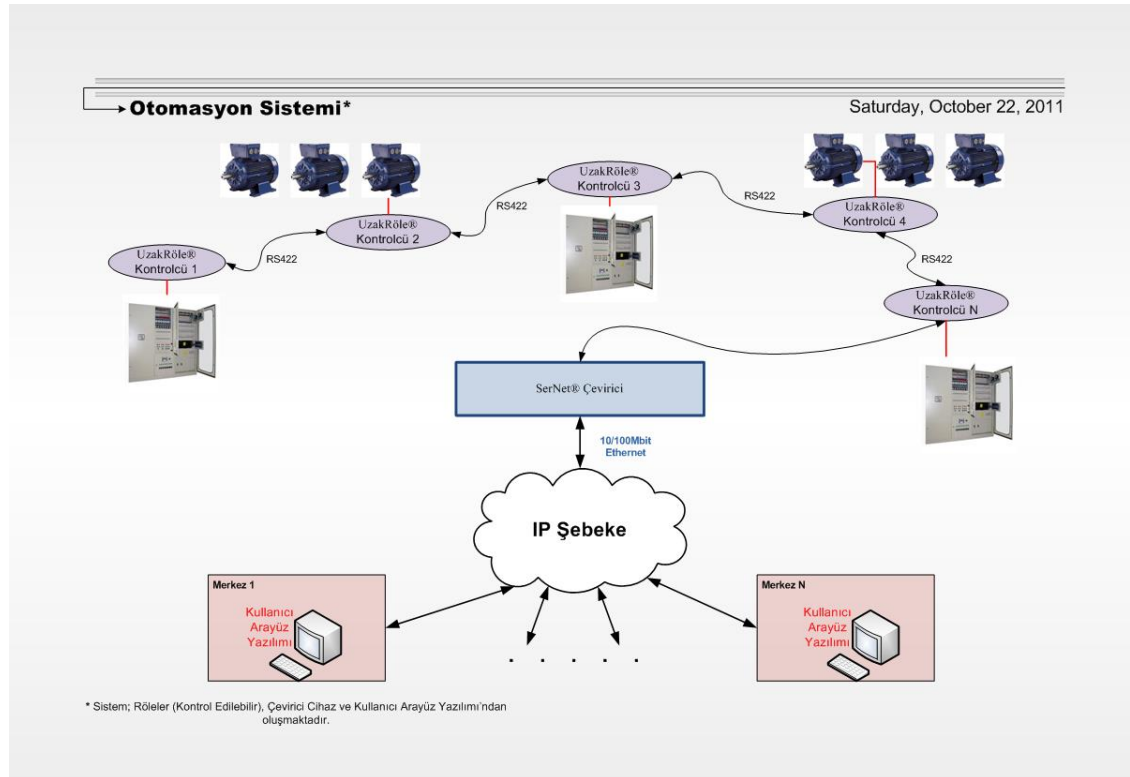 Otomasyon Sistemi*
Saturday, October 22, 2011
UzakRöle®
Kontrolcü 1
RS422
UzakRöle®
Kontrolcü 2
RS422
UzakRöle®
Kontrolcü 3
RS422
UzakRöle®
Kontrolcü 4
RS422
UzakRöle®
Kontrolcü N
SerNet® Çevirici
10/100Mbit
Ethernet
IP Şebeke
Merkez 1
Kullanıcı
Arayüz
Yazılımı
. . . . .
Merkez N
Kullanıcı
Arayüz
Yazılımı
* Sistem; Röleler (Kontrol Edilebilir), Çevirici Cihaz ve Kullanıcı Arayüz Yazılımı’ndan
oluşmaktadır.